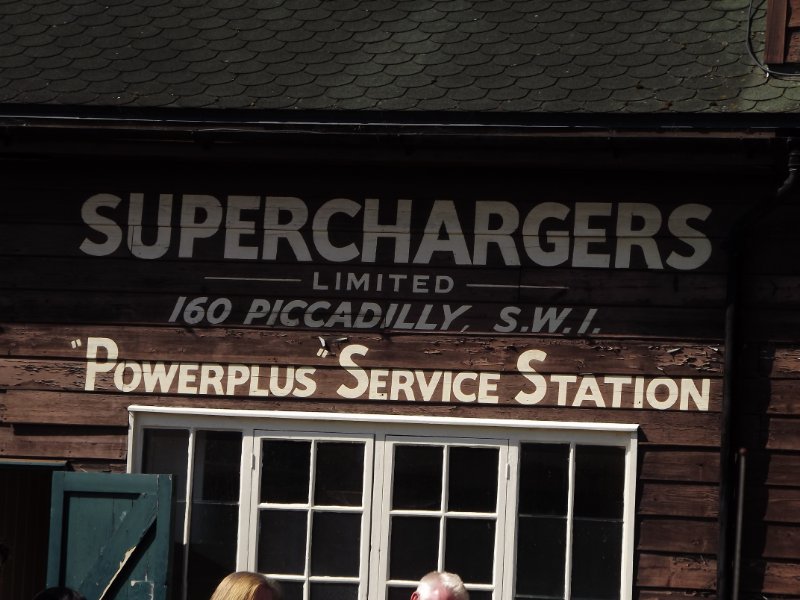 SUPERCHARGERS
LIMITED
160 PICCADILLY, S.W.1.
"POWERPLUS" SERVICE STATION